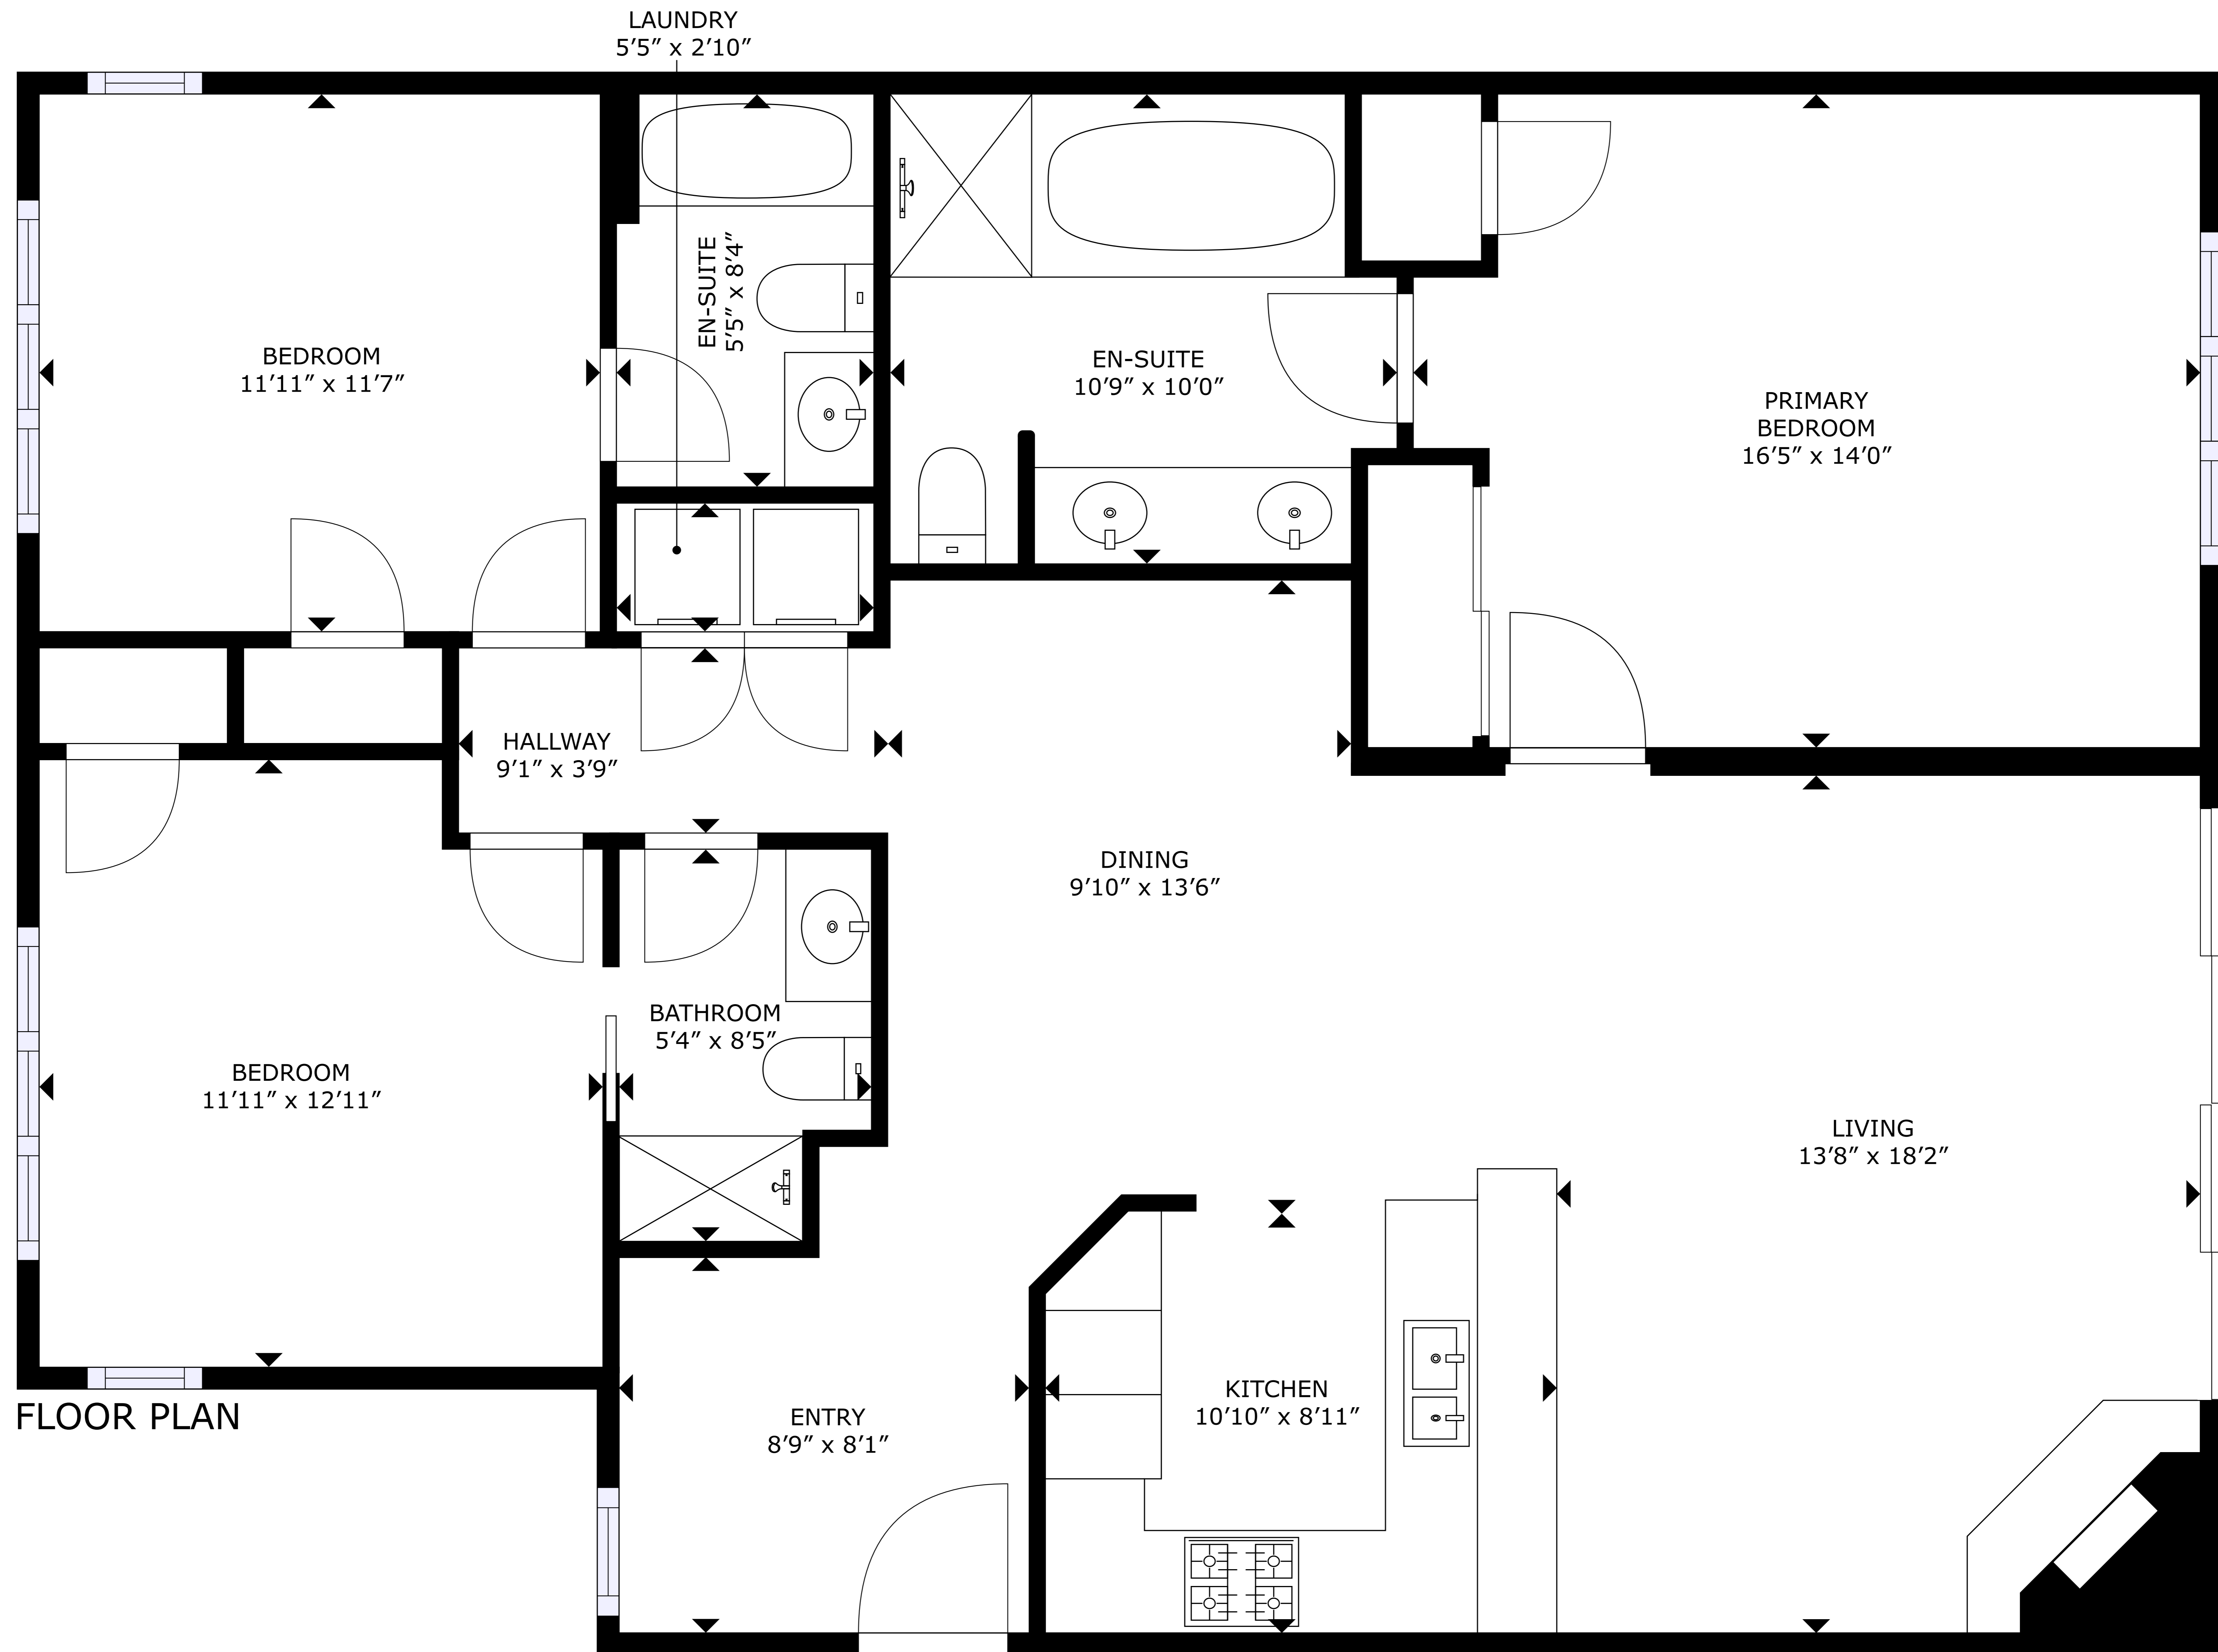 LAUNDRY
5′5″ x 2′10″
BEDROOM
11′11″ x 11′7″
EN-SUITE
5′5″ x 8′4″
EN-SUITE
10′9″ x 10′0″
PRIMARY
BEDROOM
16′5″ x 14′0″
HALLWAY
9′1″ x 3′9″
DINING
9′10″ x 13′6″
BATHROOM
5′4″ x 8′5″
BEDROOM
11′11″ x 12′11″
LIVING
13′8″ x 18′2″
KITCHEN
10′10″ x 8′11″
ENTRY
8′9″ x 8′1″
FLOOR PLAN